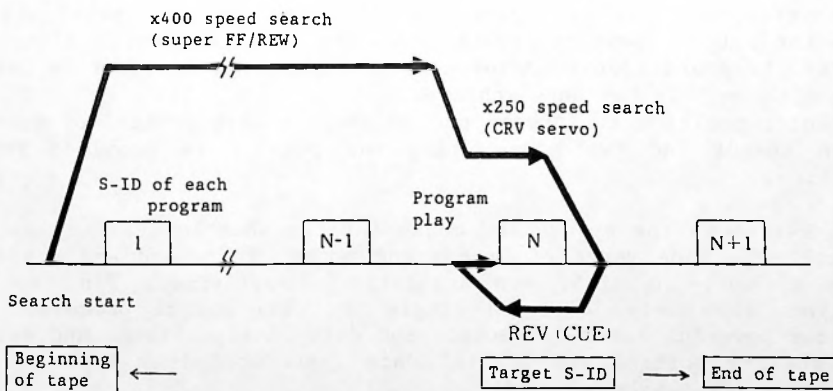 x400 speed search
(super FF/REW)
x250 speed search
(CRV servo)
S-ID of each
program
Program
play
1
N-1
N
N+1
Search start
REV (CUE)
Beginning
of tape
Target S-ID
End of tape